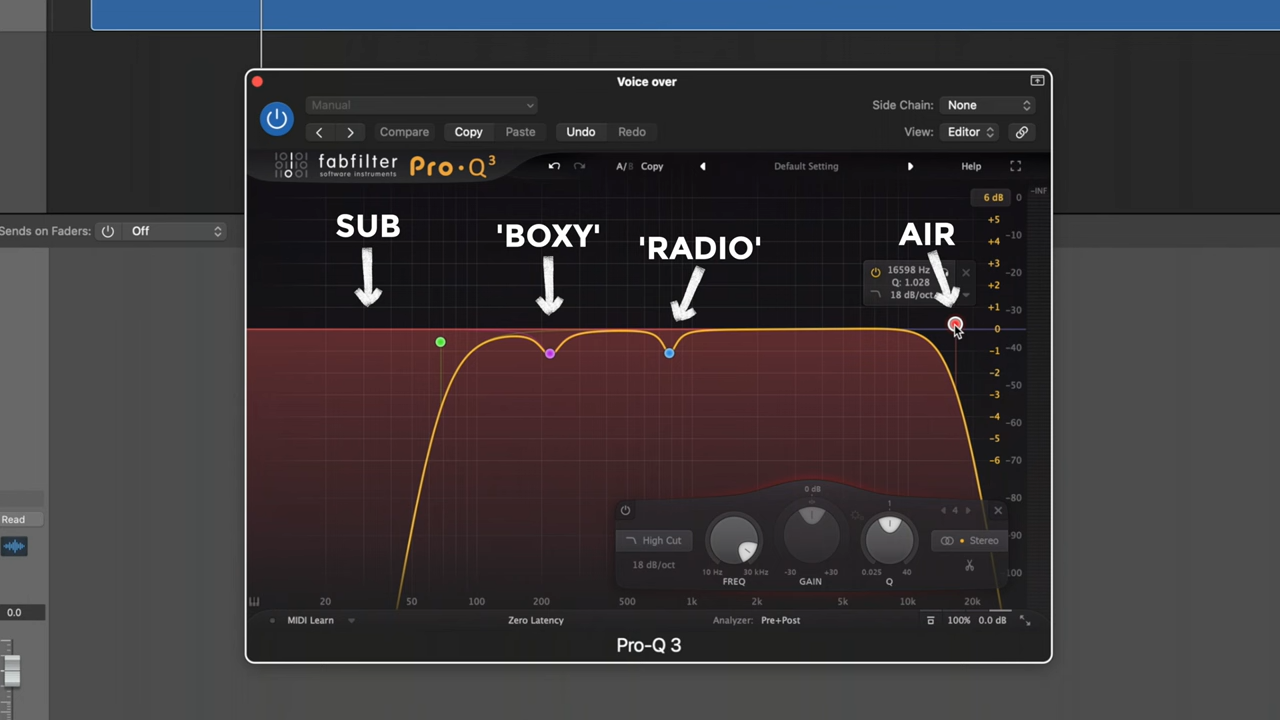 Voice over
Manual
Side Chain: None
Compare Copy Paste Undo Redo
View: Editor
fabfilter
software instruments
Pro·Q³
A/B Copy
Default Setting
Help
SUB
'BOXY'
'RADIO'
AIR
Sends on Faders: Off
6 dB 0 -INF
+5
+4 -10
+3
+2 -20
+1 -30
0
-1 -40
-2
-3 -50
-4 -60
-5
-6 -70
-80
-90
-100
16598 Hz
Q: 1.028
18 dB/oct
Read
0.0
0 dB
1
4
High Cut
18 dB/oct
10 Hz 30 kHz
FREQ
-30 +30
GAIN
0.025 40
Q
Stereo
20 50 100 200 500 1k 2k 5k 10k 20k
MIDI Learn
Zero Latency
Analyzer: Pre+Post
100% 0.0 dB
Pro-Q 3